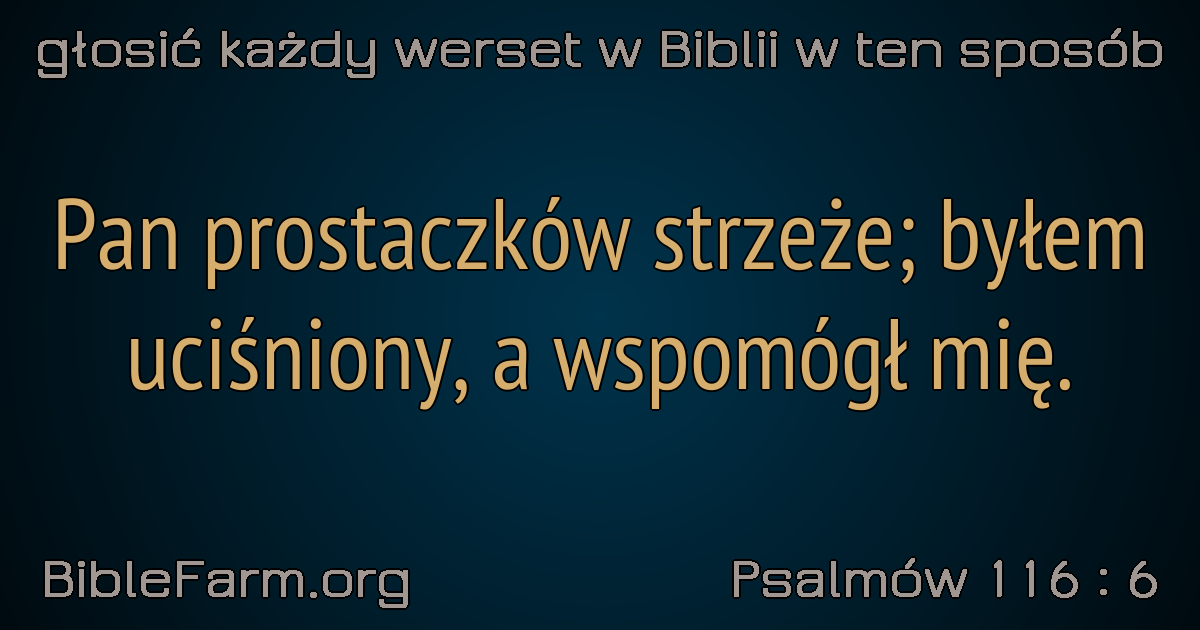 głosić każdy werset w Biblii w ten sposób
Pan prostaczków strzeże; byłem
uciśniony, a wspomógł mię.
BibleFarm.org
Psalmów 116 : 6